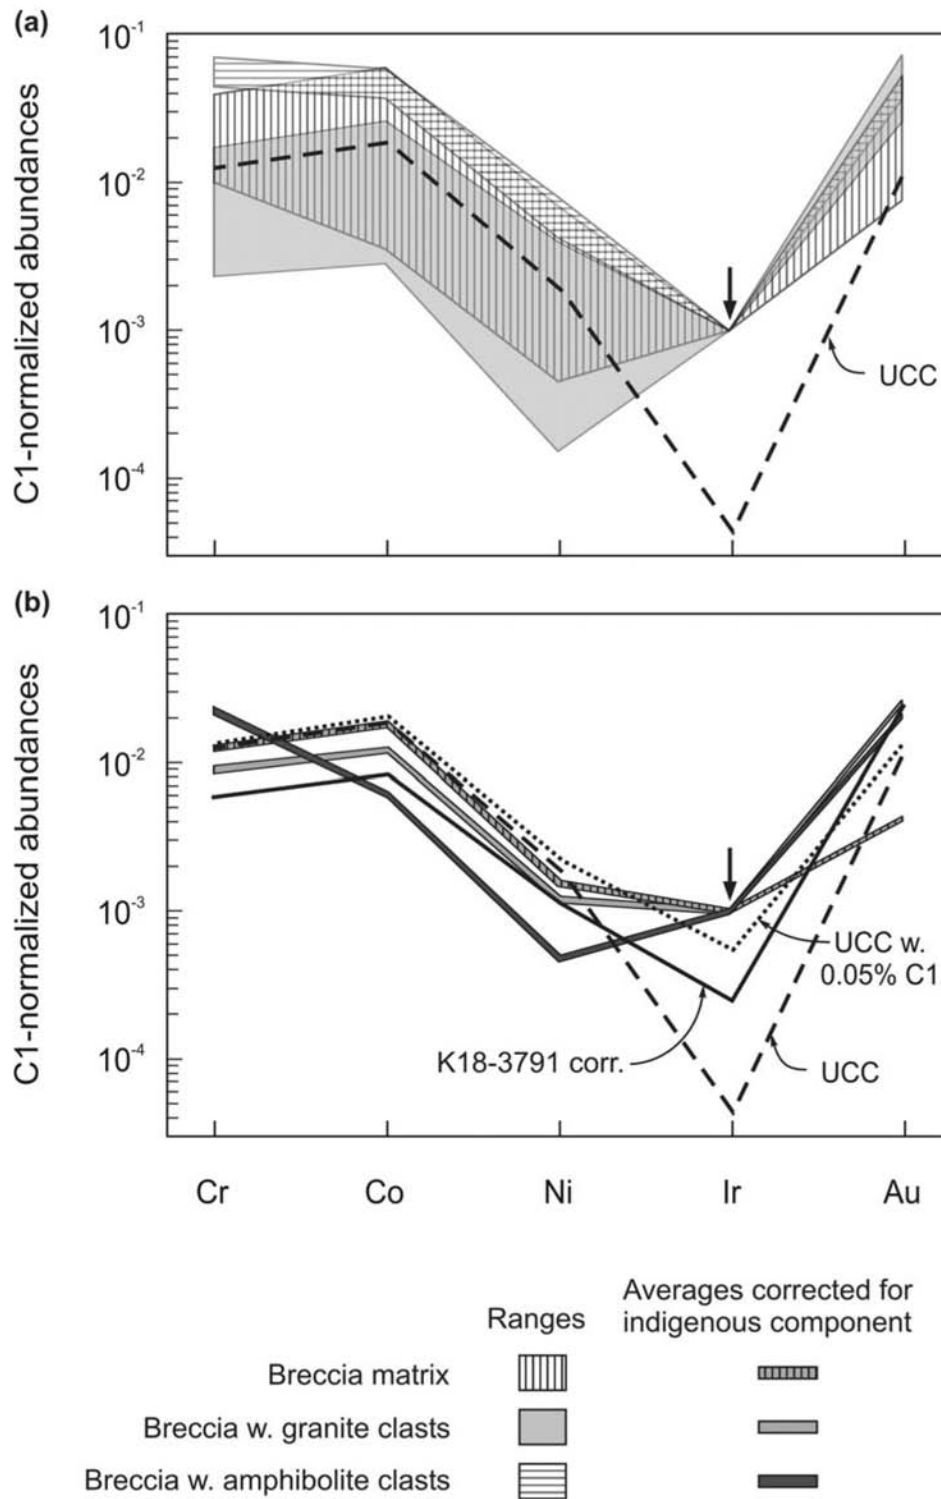 (a)
C1-normalized abundances
10-1
10-2
10-3
10-4
UCC
(b)
C1-normalized abundances
10-1
10-2
10-3
10-4
UCC w.
0.05% C1
K18-3791 corr.
UCC
Cr Co Ni Ir Au
Ranges
Averages corrected for
indigenous component
Breccia matrix
Breccia w. granite clasts
Breccia w. amphibolite clasts